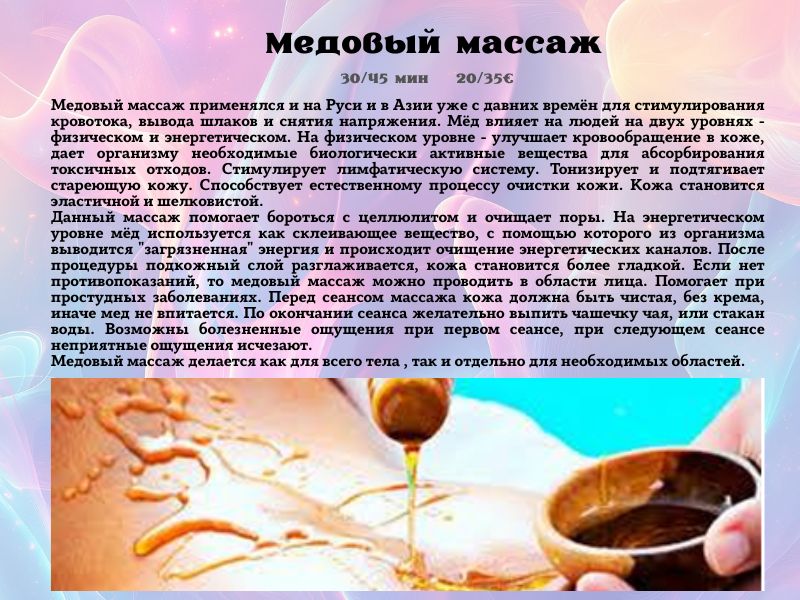 Медовый массаж
30/45 мин 20/35€
Медовый массаж применялся и на Руси и в Азии уже с давних времён для стимулирования
кровотока, вывода шлаков и снятия напряжения. Мёд влияет на людей на двух уровнях -
физическом и энергетическом. На физическом уровне - улучшает кровообращение в коже,
дает организму необходимые биологически активные вещества для абсорбирования
токсичных отходов. Стимулирует лимфатическую систему. Тонизирует и подтягивает
стареющую кожу. Способствует естественному процессу очистки кожи. Кожа становится
эластичной и шелковистой.
Данный массаж помогает бороться с целлюлитом и очищает поры. На энергетическом
уровне мёд используется как склеивающее вещество, с помощью которого из организма
выводится "загрязненная" энергия и происходит очищение энергетических каналов. После
процедуры подкожный слой разглаживается, кожа становится более гладкой. Если нет
противопоказаний, то медовый массаж можно проводить в области лица. Помогает при
простудных заболеваниях. Перед сеансом массажа кожа должна быть чистая, без крема,
иначе мед не впитается. По окончании сеанса желательно выпить чашечку чая, или стакан
воды. Возможны болезненные ощущения при первом сеансе, при следующем сеансе
неприятные ощущения исчезают.
Медовый массаж делается как для всего тела , так и отдельно для необходимых областей.